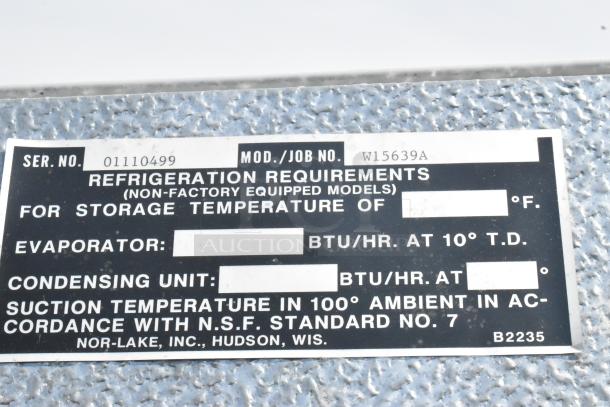 SER. NO. 01110499 MOD./JOB NO. W15639A
REFRIGERATION REQUIREMENTS
(NON-FACTORY EQUIPPED MODELS)
FOR STORAGE TEMPERATURE OF °F.
EVAPORATOR: BTU/HR. AT 10° T.D.
CONDENSING UNIT: BTU/HR. AT °
SUCTION TEMPERATURE IN 100° AMBIENT IN AC-
CORDANCE WITH N.S.F. STANDARD NO. 7
NOR-LAKE, INC., HUDSON, WIS. B2235